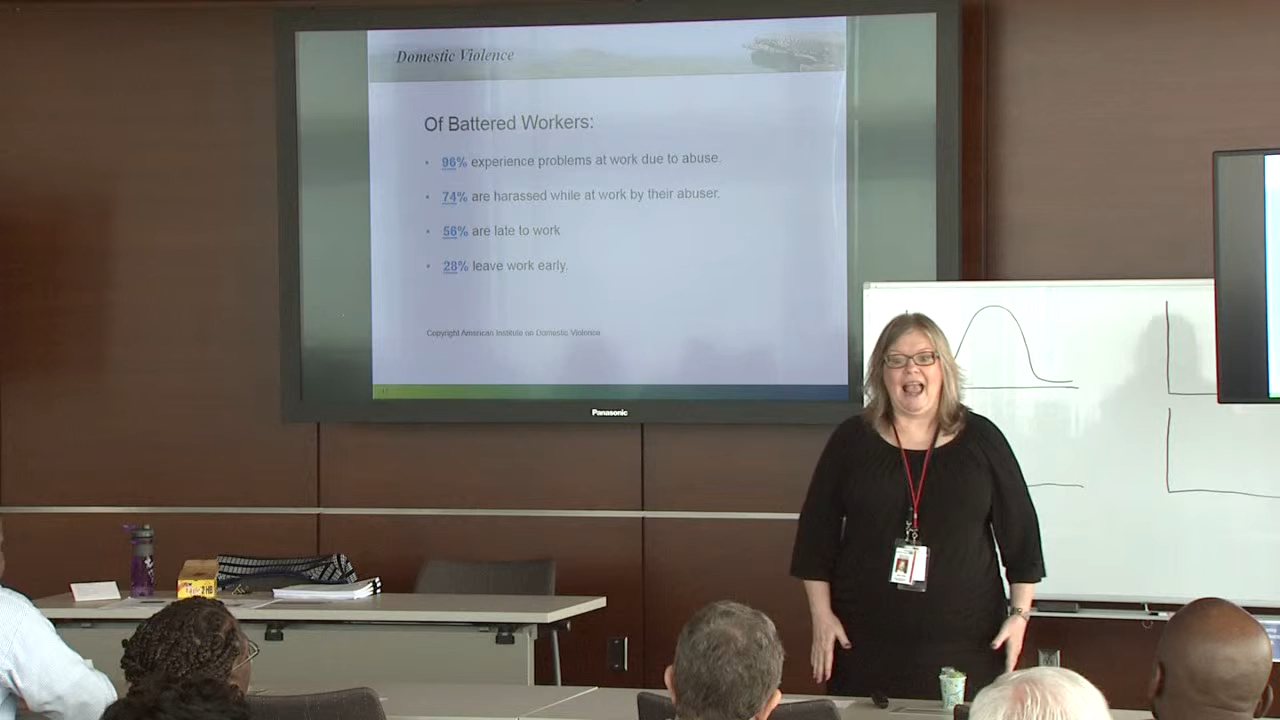 Domestic Violence
Of Battered Workers:
• 96% experience problems at work due to abuse.
• 74% are harassed while at work by their abuser.
• 56% are late to work
• 28% leave work early.
Copyright American Institute on Domestic Violence
Panasonic